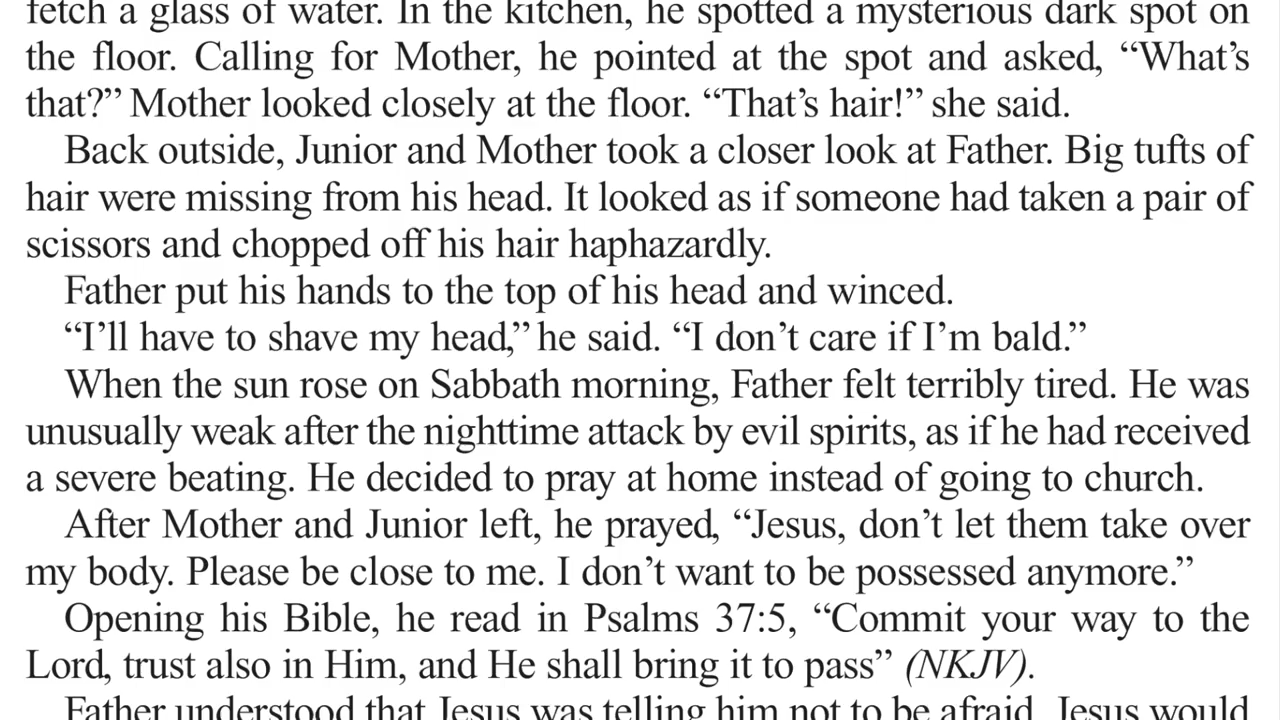 fetch a glass of water. In the kitchen, he spotted a mysterious dark spot on
the floor. Calling for Mother, he pointed at the spot and asked, “What’s
that?” Mother looked closely at the floor. “That’s hair!” she said.
Back outside, Junior and Mother took a closer look at Father. Big tufts of
hair were missing from his head. It looked as if someone had taken a pair of
scissors and chopped off his hair haphazardly.
Father put his hands to the top of his head and winced.
“I’ll have to shave my head,” he said. “I don’t care if I’m bald.”
When the sun rose on Sabbath morning, Father felt terribly tired. He was
unusually weak after the nighttime attack by evil spirits, as if he had received
a severe beating. He decided to pray at home instead of going to church.
After Mother and Junior left, he prayed, “Jesus, don’t let them take over
my body. Please be close to me. I don’t want to be possessed anymore.”
Opening his Bible, he read in Psalms 37:5, “Commit your way to the
Lord, trust also in Him, and He shall bring it to pass” (NKJV).
Father understood that Jesus was telling him not to be afraid. Jesus would